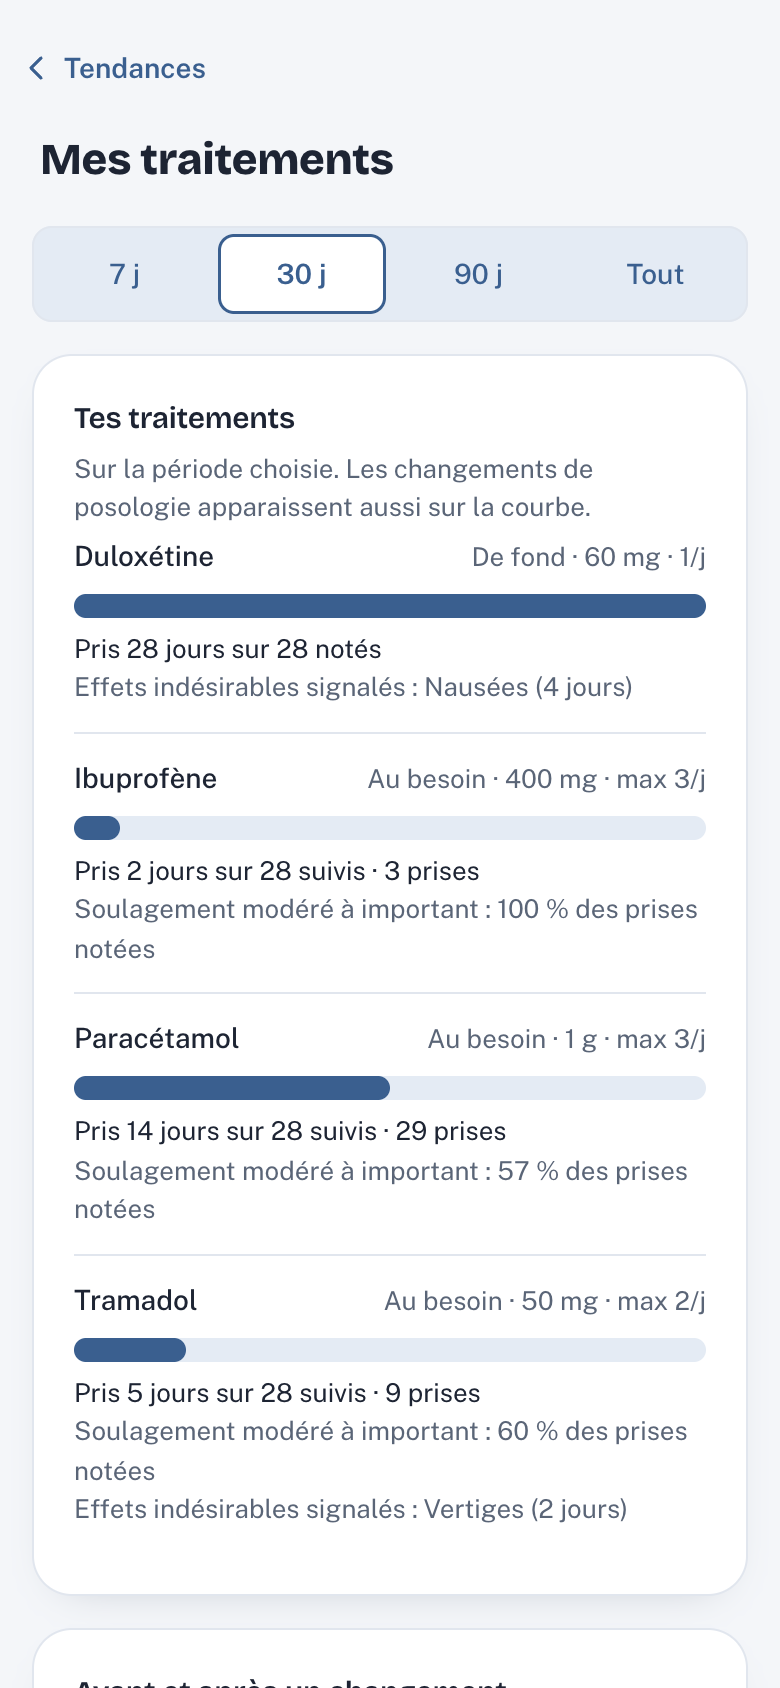 Tendances
Mes traitements
7 j
30 j
90 j
Tout
Tes traitements
Sur la période choisie. Les changements de
posologie apparaissent aussi sur la courbe.
Duloxétine
De fond · 60 mg · 1/j
Pris 28 jours sur 28 notés
Effets indésirables signalés : Nausées (4 jours)
Ibuprofène
Au besoin · 400 mg · max 3/j
Pris 2 jours sur 28 suivis · 3 prises
Soulagement modéré à important : 100 % des prises
notées
Paracétamol
Au besoin · 1 g · max 3/j
Pris 14 jours sur 28 suivis · 29 prises
Soulagement modéré à important : 57 % des prises
notées
Tramadol
Au besoin · 50 mg · max 2/j
Pris 5 jours sur 28 suivis · 9 prises
Soulagement modéré à important : 60 % des prises
notées
Effets indésirables signalés : Vertiges (2 jours)
Avant et après un changement